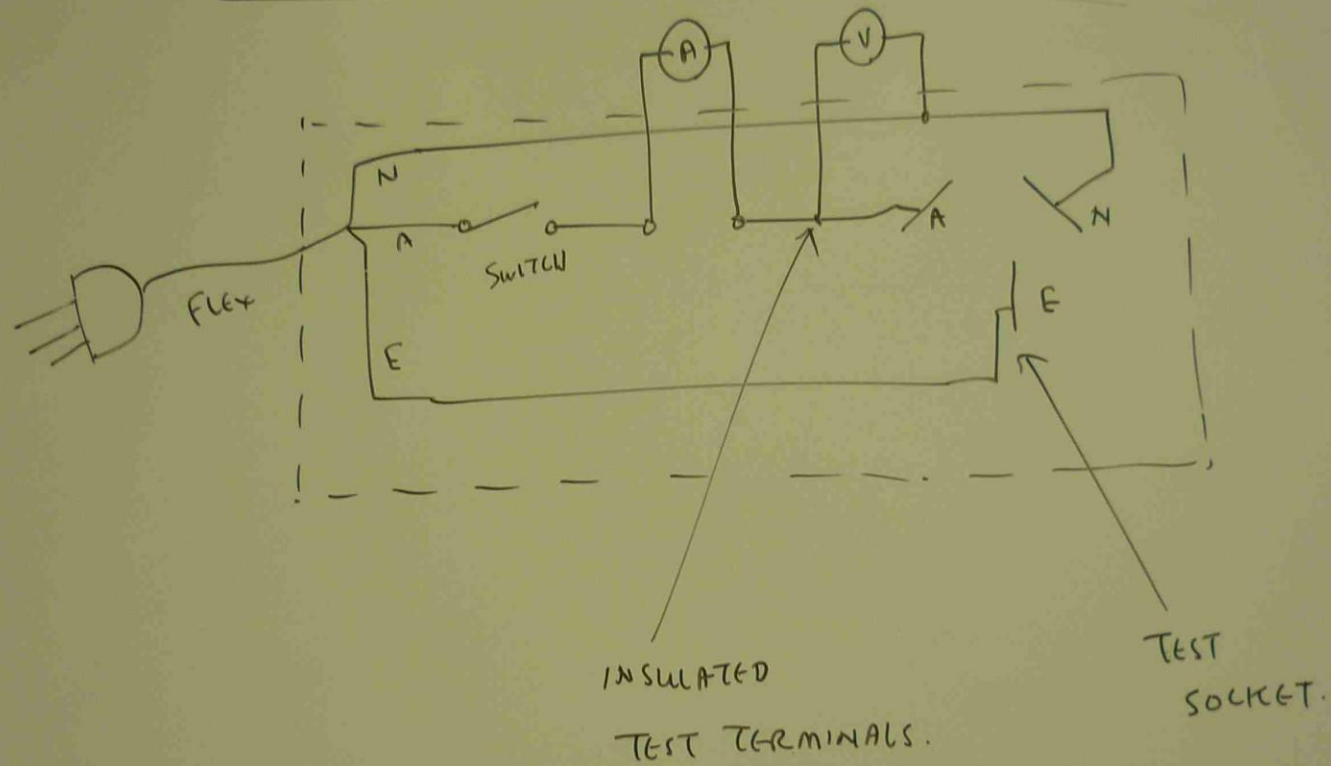 A
V
N
A
SWITCH
A
N
FLEX
E
E
INSULATED
TEST TERMINALS.
TEST
SOCKET.